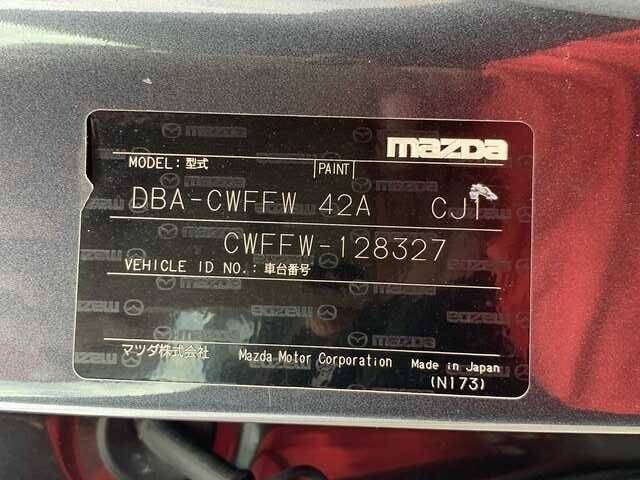 mazda
MODEL: 型式 PAINT
DBA-CWFFW 42A CJ1
CWFFW-128327
VEHICLE ID NO.: 車台番号
マツダ株式会社 Mazda Motor Corporation Made in Japan
(N173)